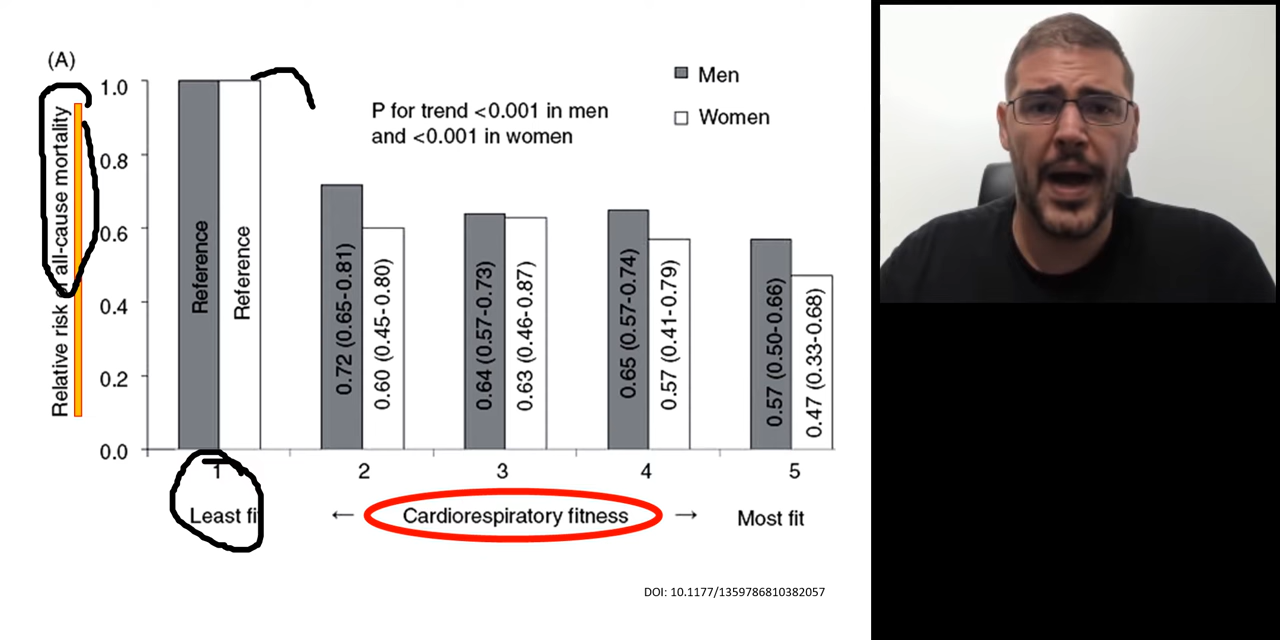 (A)
Relative risk of all-cause mortality
1.0
0.8
0.6
0.4
0.2
0.0
Men
Women
P for trend <0.001 in men
and <0.001 in women
Reference
Reference
0.72 (0.65-0.81)
0.60 (0.45-0.80)
0.64 (0.57-0.73)
0.63 (0.46-0.87)
0.65 (0.57-0.74)
0.57 (0.41-0.79)
0.57 (0.50-0.66)
0.47 (0.33-0.68)
1 2 3 4 5
Least fit ← Cardiorespiratory fitness → Most fit
DOI: 10.1177/1359786810382057